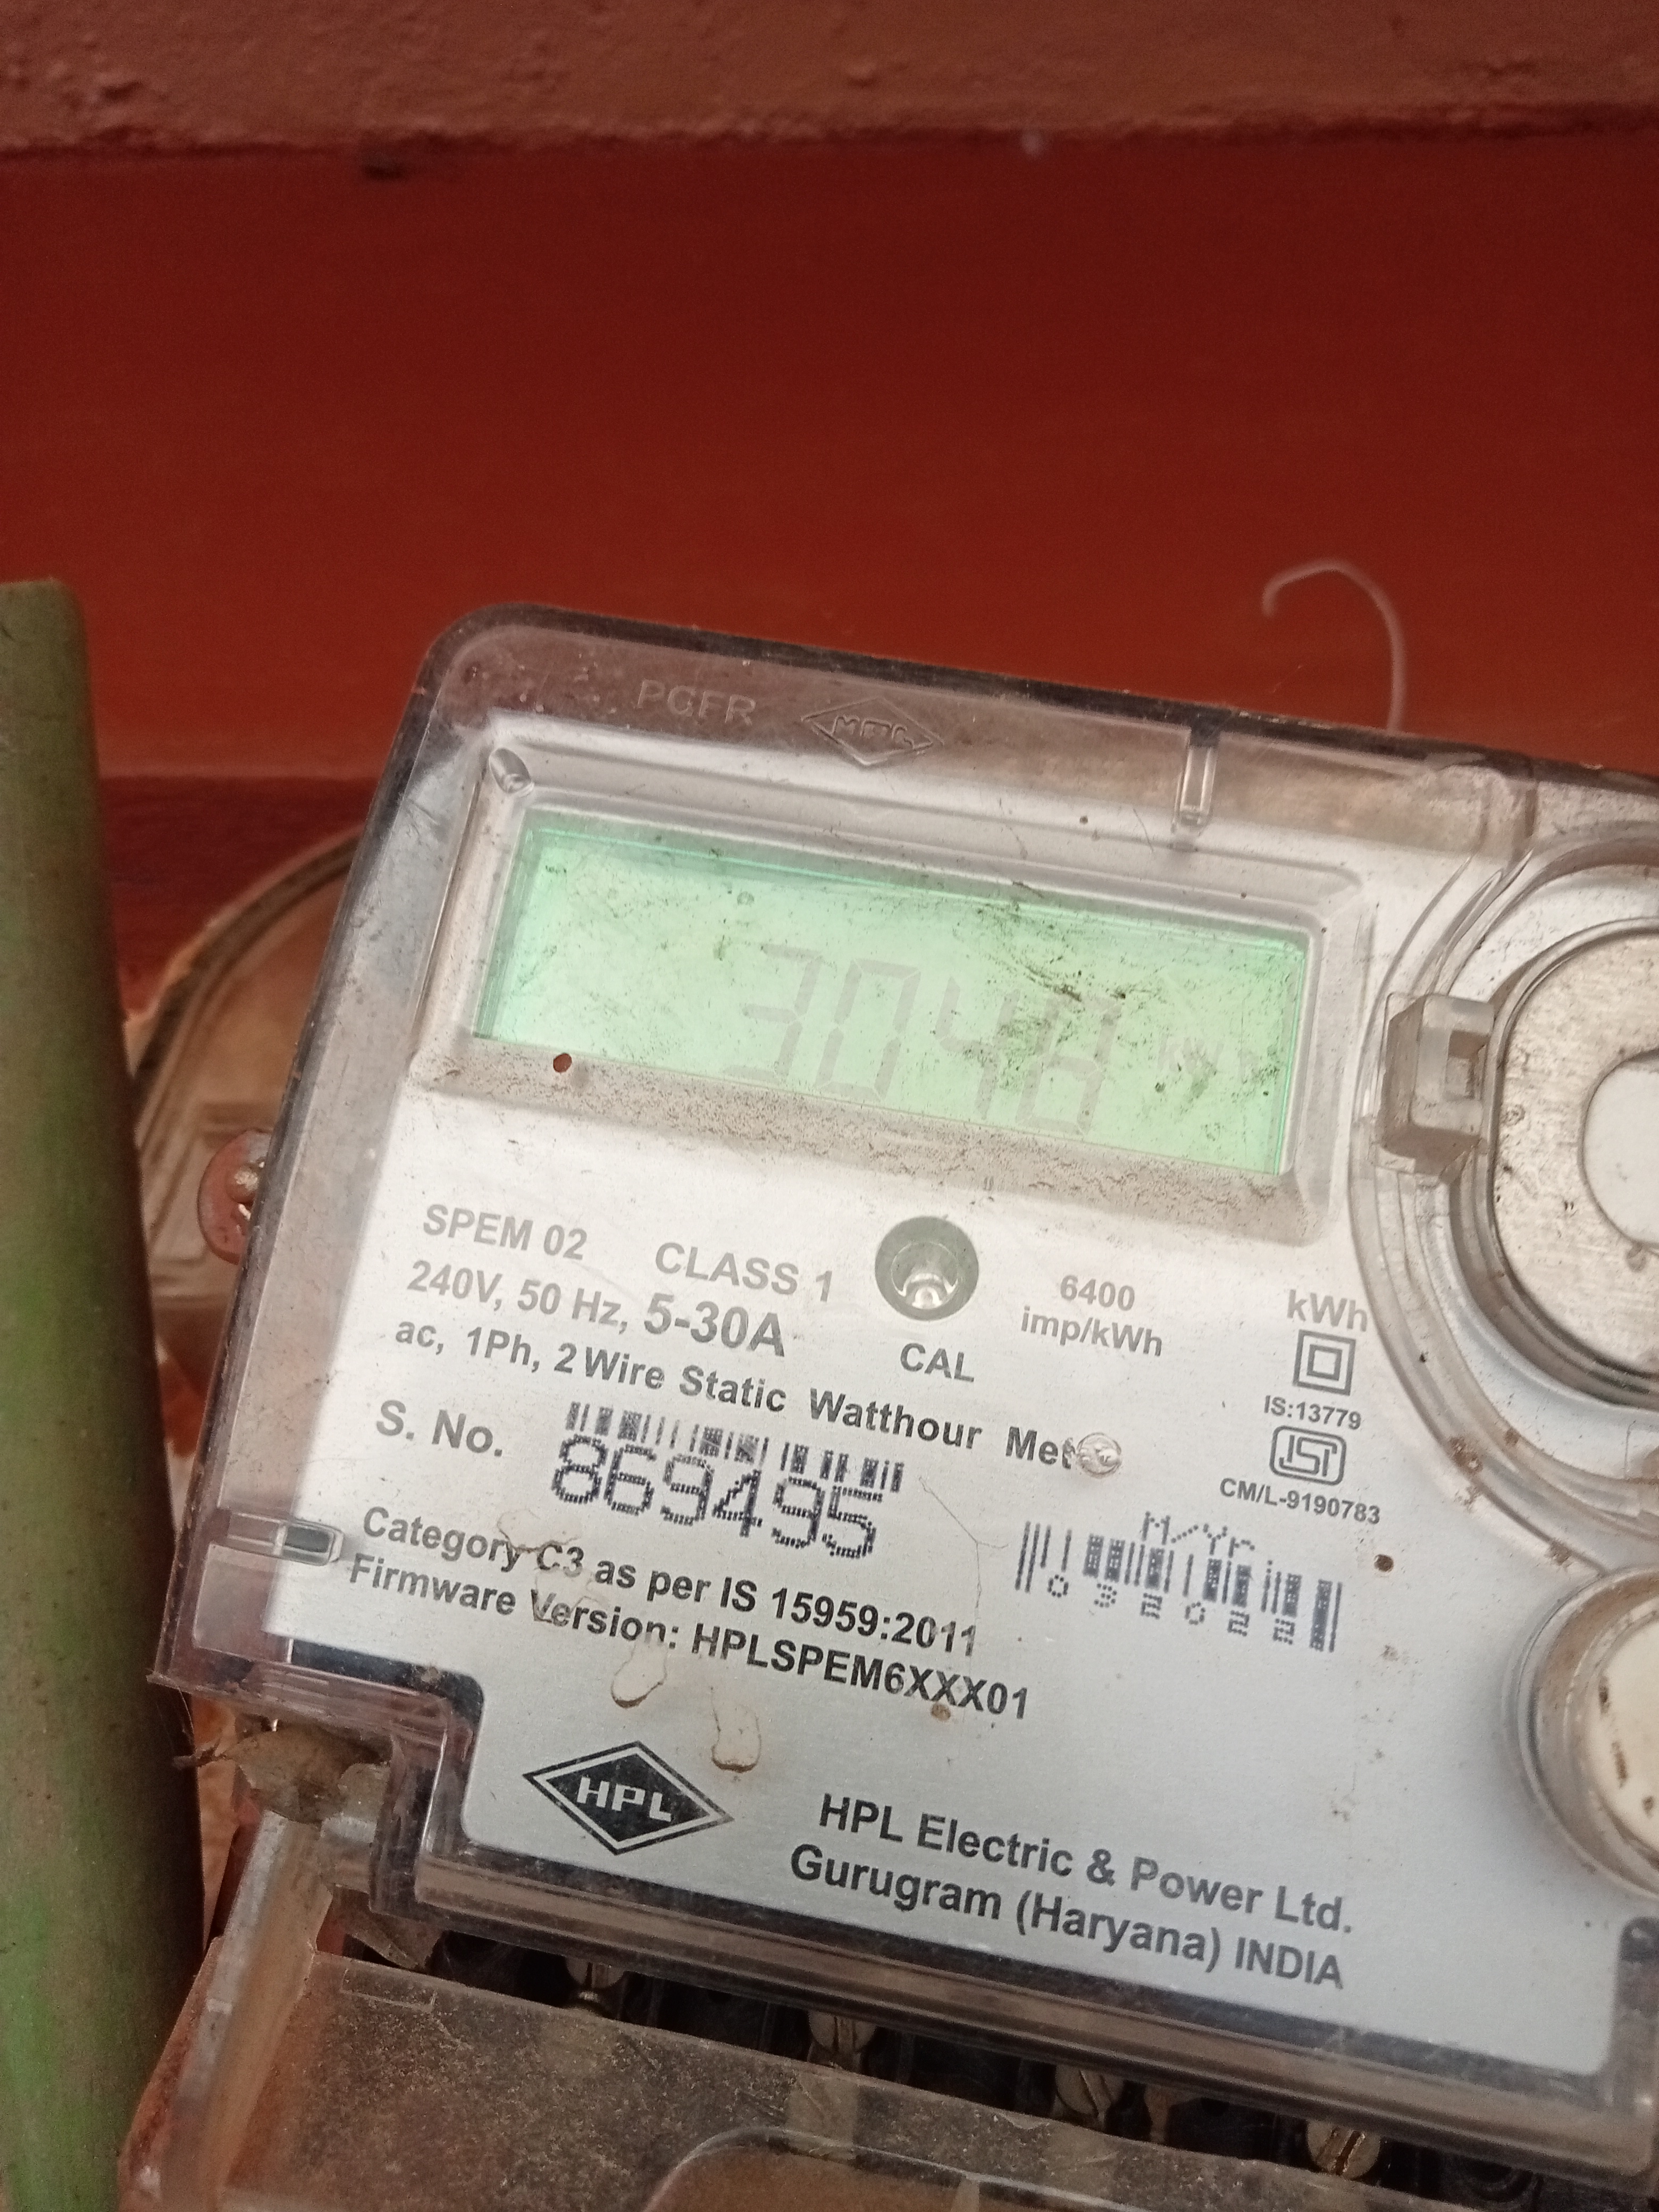 PCFR HPL
3048
SPEM 02 CLASS 1
240V, 50 Hz, 5-30A
ac, 1Ph, 2 Wire Static Watthour
CAL
6400
imp/kWh
kWh
IS:13779
ISI
CM/L-9190783
S. No. 869495
M/Yr
032022
Category C3 as per IS 15959:2011
Firmware Version: HPLSPEM6XXX01
HPL
HPL Electric & Power Ltd.
Gurugram (Haryana) INDIA